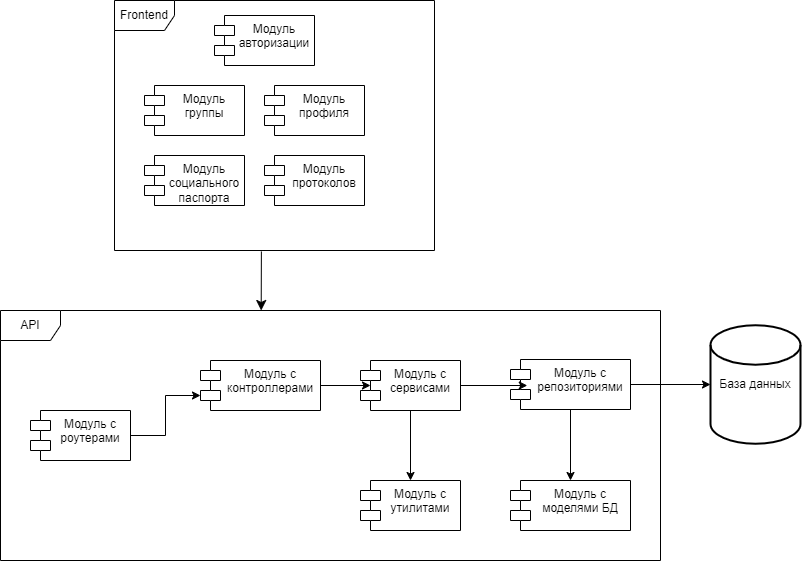 Frontend
Модуль
авторизации
Модуль
группы
Модуль
профиля
Модуль
социального
паспорта
Модуль
протоколов
API
Модуль с
роутерами
Модуль с
контроллерами
Модуль с
сервисами
Модуль с
репозиториями
База данных
Модуль с
утилитами
Модуль с
моделями БД